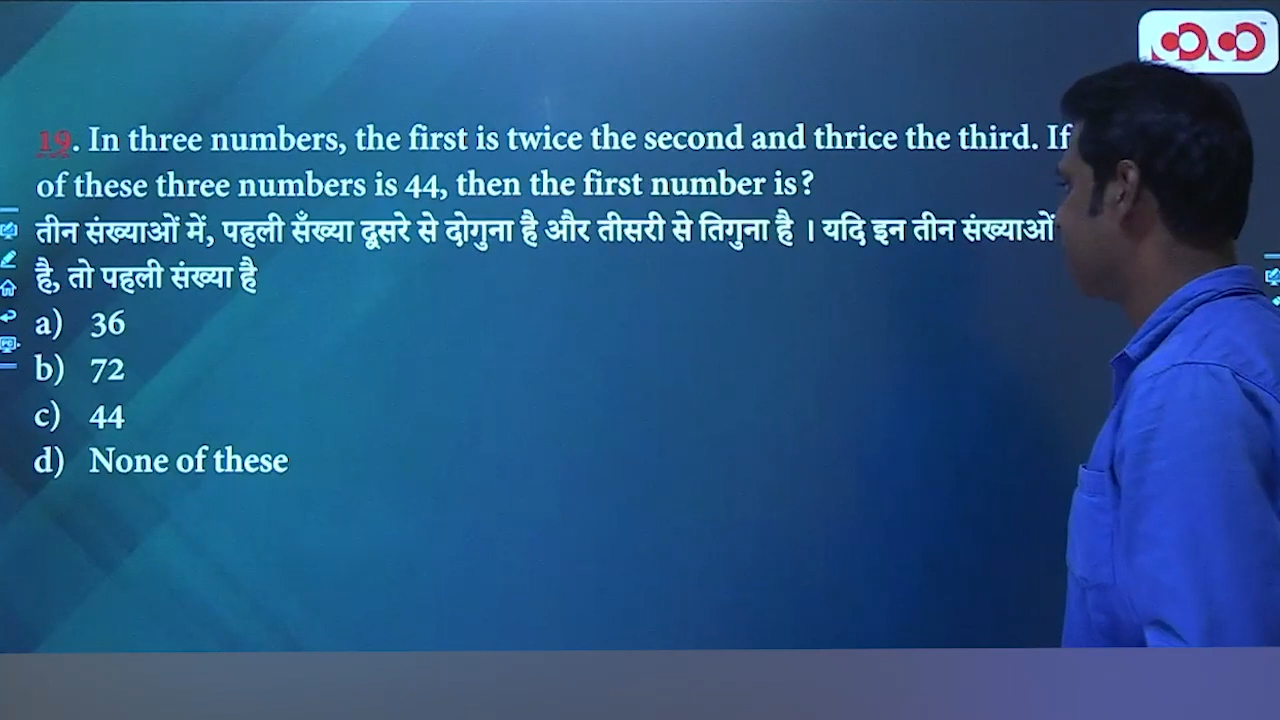 19. In three numbers, the first is twice the second and thrice the third. If
of these three numbers is 44, then the first number is?
तीन संख्याओं में, पहली सँख्या दूसरे से दोगुना है और तीसरी से तिगुना है । यदि इन तीन संख्याओं
है, तो पहली संख्या है
a) 36
b) 72
c) 44
d) None of these